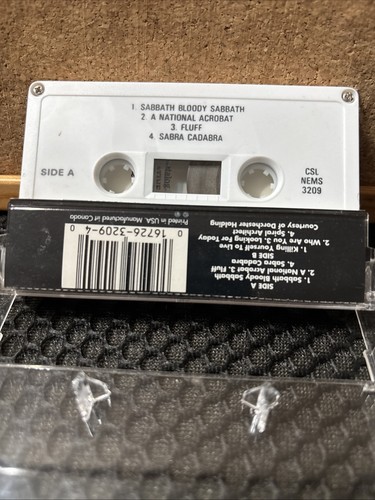 1. SABBATH BLOODY SABBATH
2. A NATIONAL ACROBAT
3. FLUFF
4. SABRA CADABRA
SIDE A
CSL
NEMS
3209
SIDE A
1. Sabbath Bloody Sabbath
2. A National Acrobat 3. Fluff
4. Sabra Cadabra
SIDE B
1. Killing Yourself To Live
2. Who Are You, Looking For Today
4. Spiral Architect
Courtesy of Dorchester Holding
0 16726-3209-4 0
Printed in USA. Manufactured in Canada